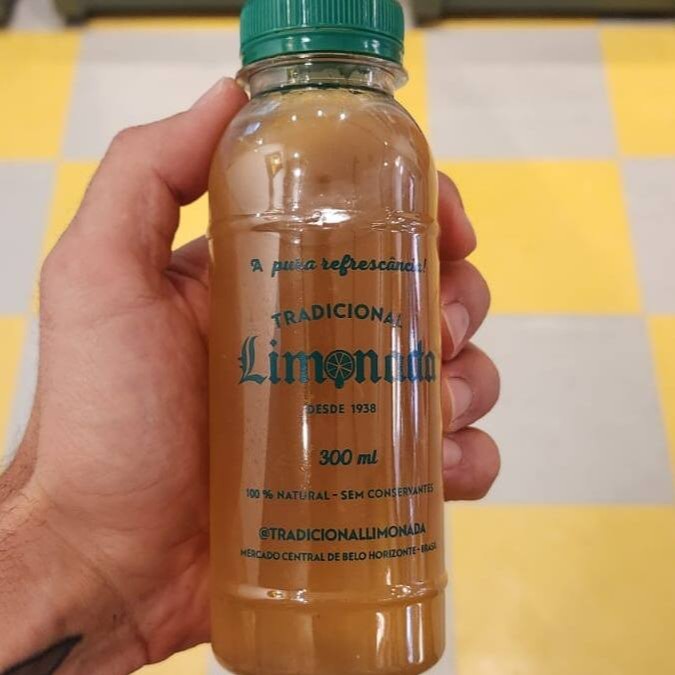 A pura refrescância!
TRADICIONAL
Limonada
DESDE 1938
300 ml
100 % NATURAL - SEM CONSERVANTES
@TRADICIONALLIMONADA
MERCADO CENTRAL DE BELO HORIZONTE - BRASIL